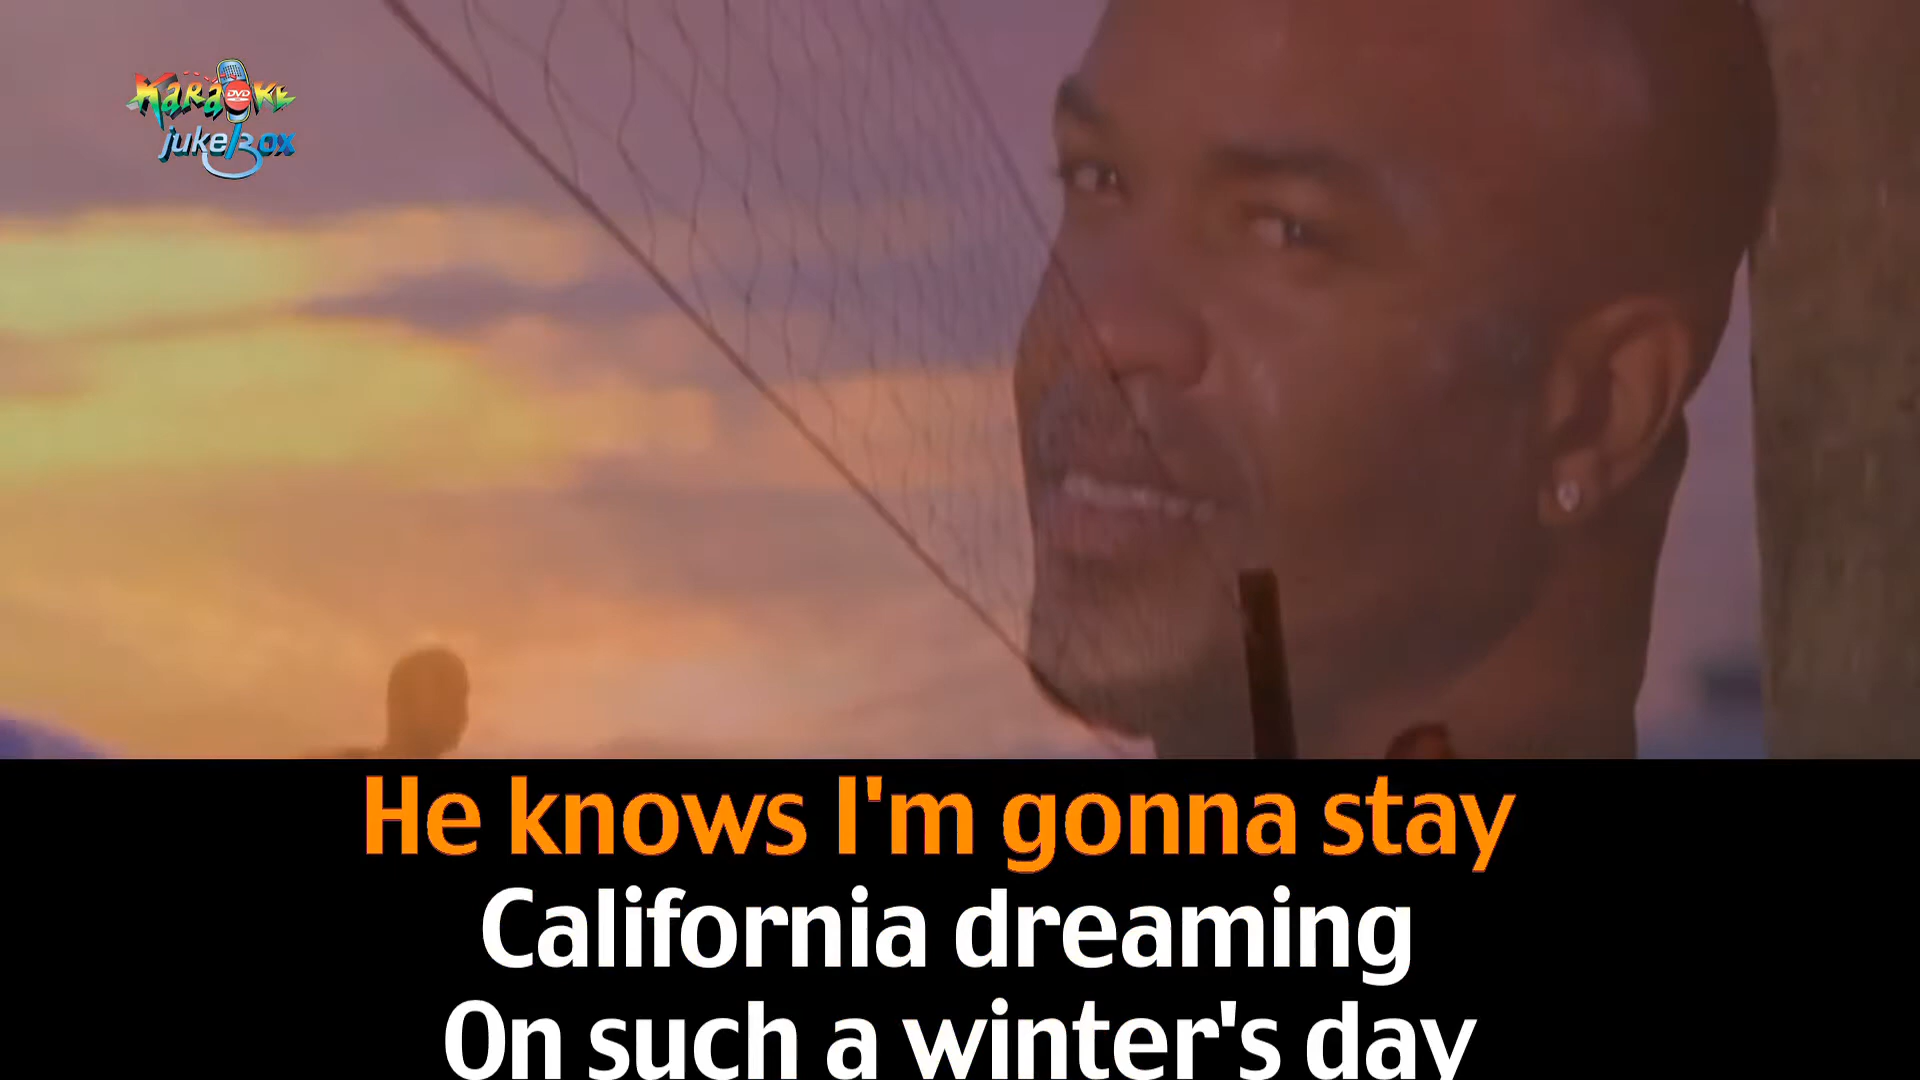 KaraOKe
DVD
jukeBox
He knows I'm gonna stay
California dreaming
On such a winter's day